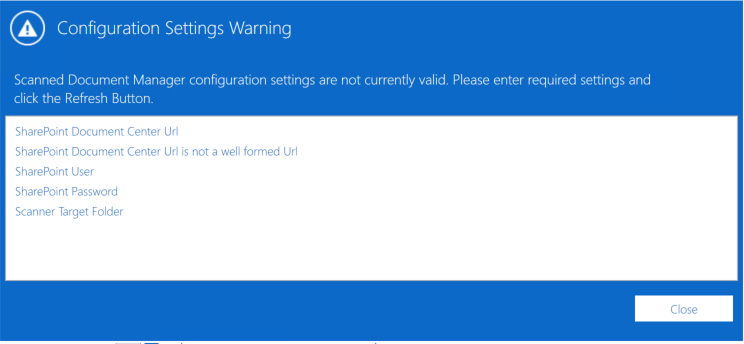 Configuration Settings Warning
Scanned Document Manager configuration settings are not currently valid. Please enter required settings and
click the Refresh Button.
SharePoint Document Center Url
SharePoint Document Center Url is not a well formed Url
SharePoint User
SharePoint Password
Scanner Target Folder
Close